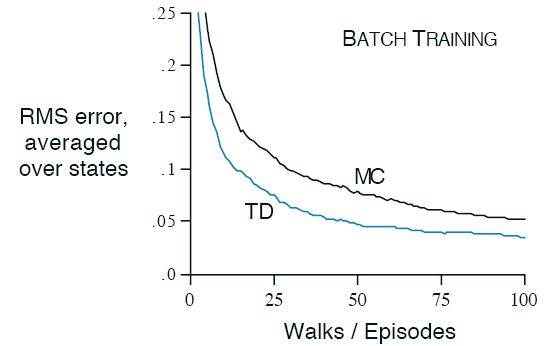 .25
BATCH TRAINING
.2
.15
RMS error,
averaged
over states
.1
MC
TD
.05
.0
0 25 50 75 100
Walks / Episodes